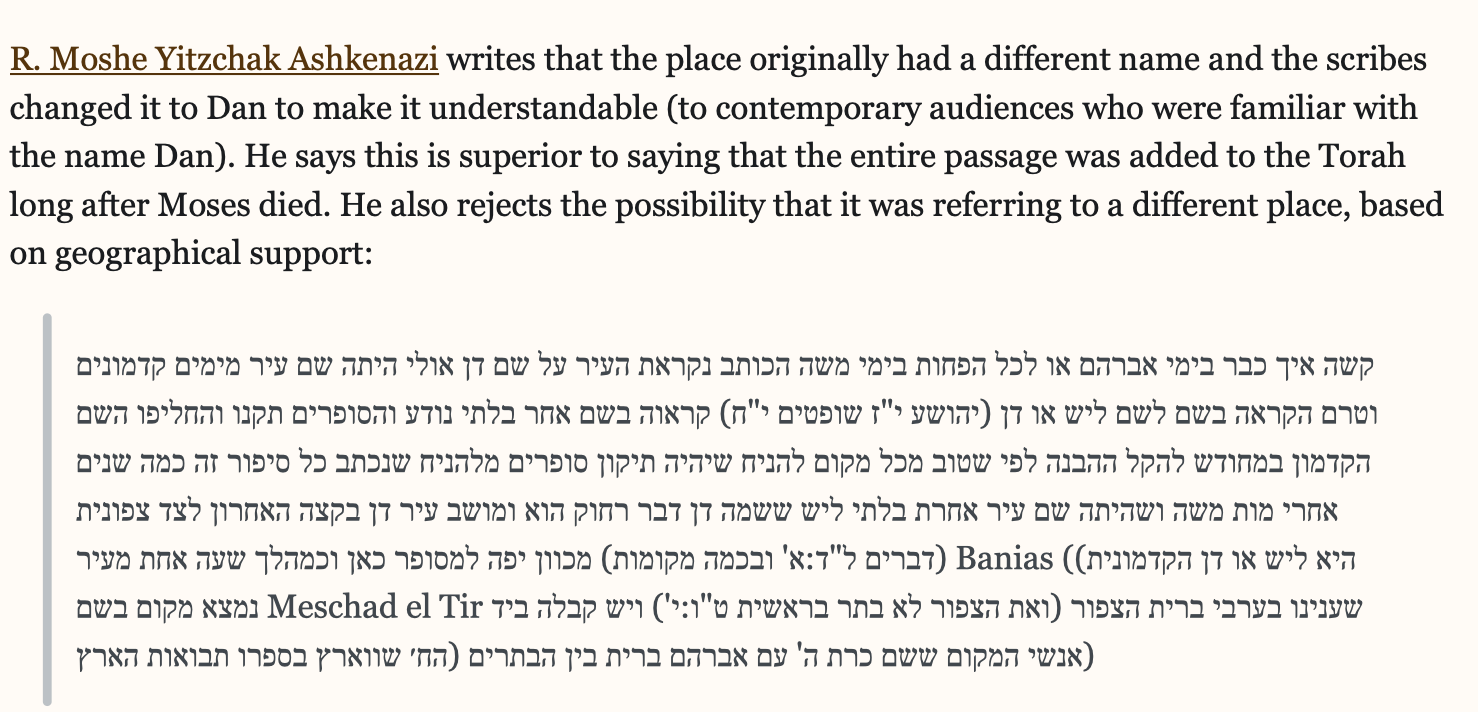 R. Moshe Yitzchak Ashkenazi writes that the place originally had a different name and the scribes
changed it to Dan to make it understandable (to contemporary audiences who were familiar with
the name Dan). He says this is superior to saying that the entire passage was added to the Torah
long after Moses died. He also rejects the possibility that it was referring to a different place, based
on geographical support:
קשה איך כבר בימי אברהם או לכל הפחות בימי משה הכותב נקראת העיר על שם דן אולי היתה שם עיר מימים קדמונים
וטרם הקראה בשם לשם ליש או דן (יהושע י"ז שופטים י"ח) קראוה בשם אחר בלתי נודע והסופרים תקנו והחליפו השם
הקדמון במחודש להקל ההבנה לפי שטוב מכל מקום להניח שיהיה תיקון סופרים מלהניח שנכתב כל סיפור זה כמה שנים
אחרי מות משה ושהיתה שם עיר אחרת בלתי ליש ששמה דן דבר רחוק הוא ומושב עיר דן בקצה האחרון לצד צפונית
היא ליש או דן הקדמונית)) Banias (דברים ל"ד:א' ובכמה מקומות) מכוון יפה למסופר כאן וכמהלך שעה אחת מעיר
שענינו בערבי ברית הצפור (ואת הצפור לא בתר בראשית ט"ו:י') ויש קבלה ביד Meschad el Tir נמצא מקום בשם
אנשי המקום ששם כרת ה' עם אברהם ברית בין הבתרים (הח׳ שווארץ בספרו תבואות הארץ)